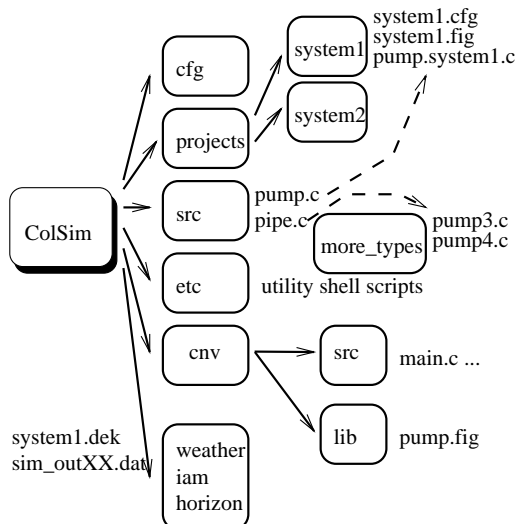 system1.cfg
system1.fig
pump.system1.c
system1
cfg
system2
projects
pump.c
src
pipe.c
pump3.c
pump4.c
ColSim
more_types
etc
utility shell scripts
cnv
src
main.c ...
system1.dek
sim_outXX.dat
weather
iam
horizon
lib
pump.fig